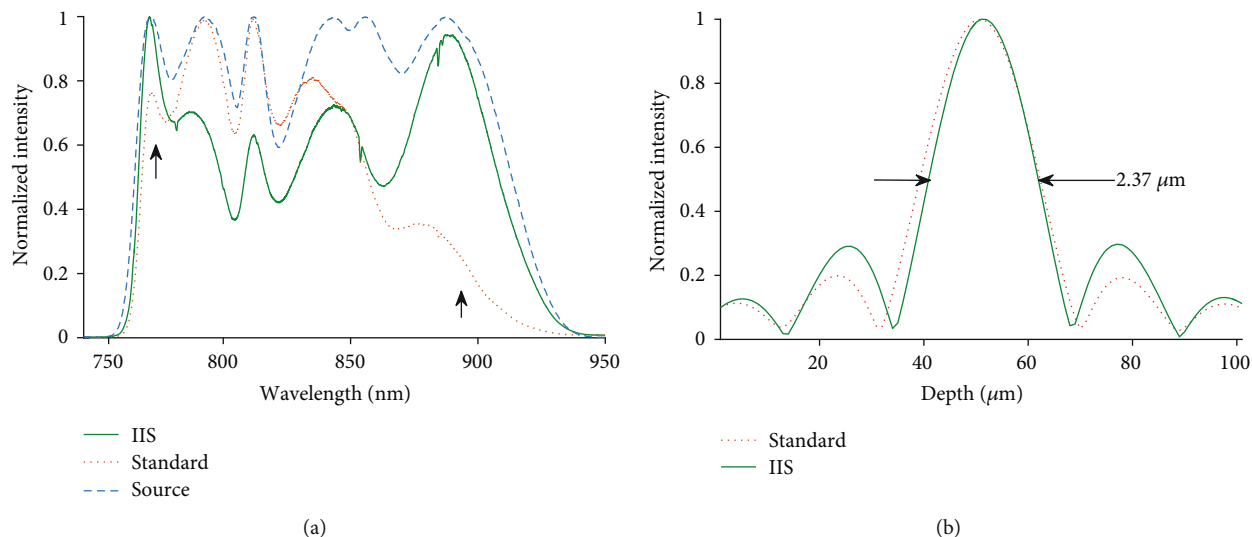 Normalized intensity
1
0.8
0.6
0.4
0.2
0
750
800
850
900
950
Wavelength (nm)
IIS
Standard
Source
(a)
Normalized intensity
1
0.8
0.6
0.4
0.2
0
2.37 μm
20
40
60
80
100
Depth (μm)
Standard
IIS
(b)